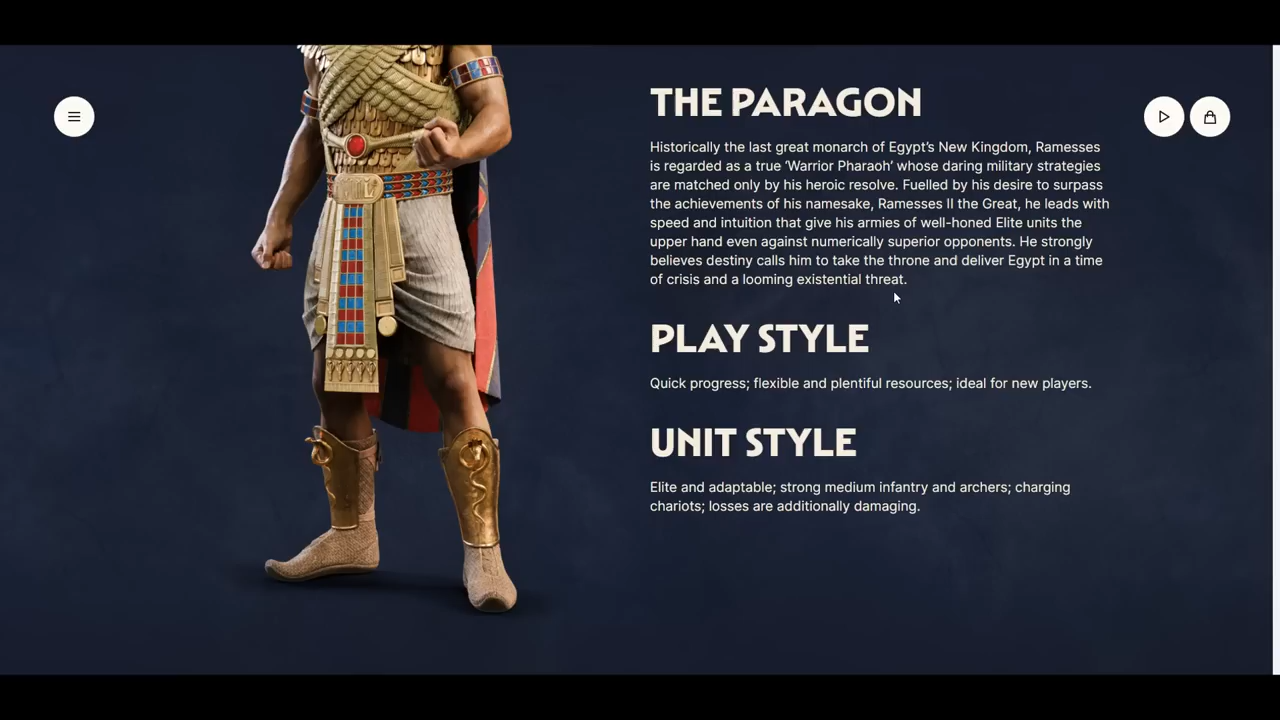 THE PARAGON
Historically the last great monarch of Egypt’s New Kingdom, Ramesses
is regarded as a true ‘Warrior Pharaoh’ whose daring military strategies
are matched only by his heroic resolve. Fuelled by his desire to surpass
the achievements of his namesake, Ramesses II the Great, he leads with
speed and intuition that give his armies of well-honed Elite units the
upper hand even against numerically superior opponents. He strongly
believes destiny calls him to take the throne and deliver Egypt in a time
of crisis and a looming existential threat.
PLAY STYLE
Quick progress; flexible and plentiful resources; ideal for new players.
UNIT STYLE
Elite and adaptable; strong medium infantry and archers; charging
chariots; losses are additionally damaging.